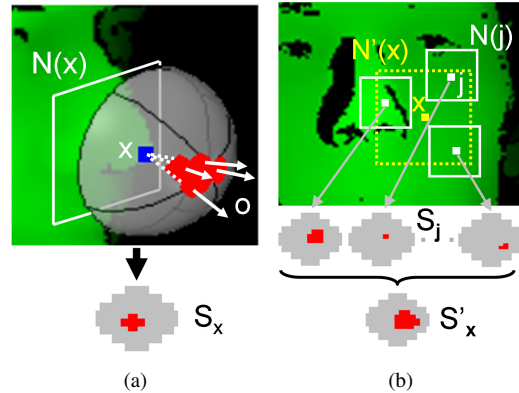 N(x)
x
o
S_x
(a)
N'(x)
N(j)
j
x
S_j
. . .
S'_x
(b)